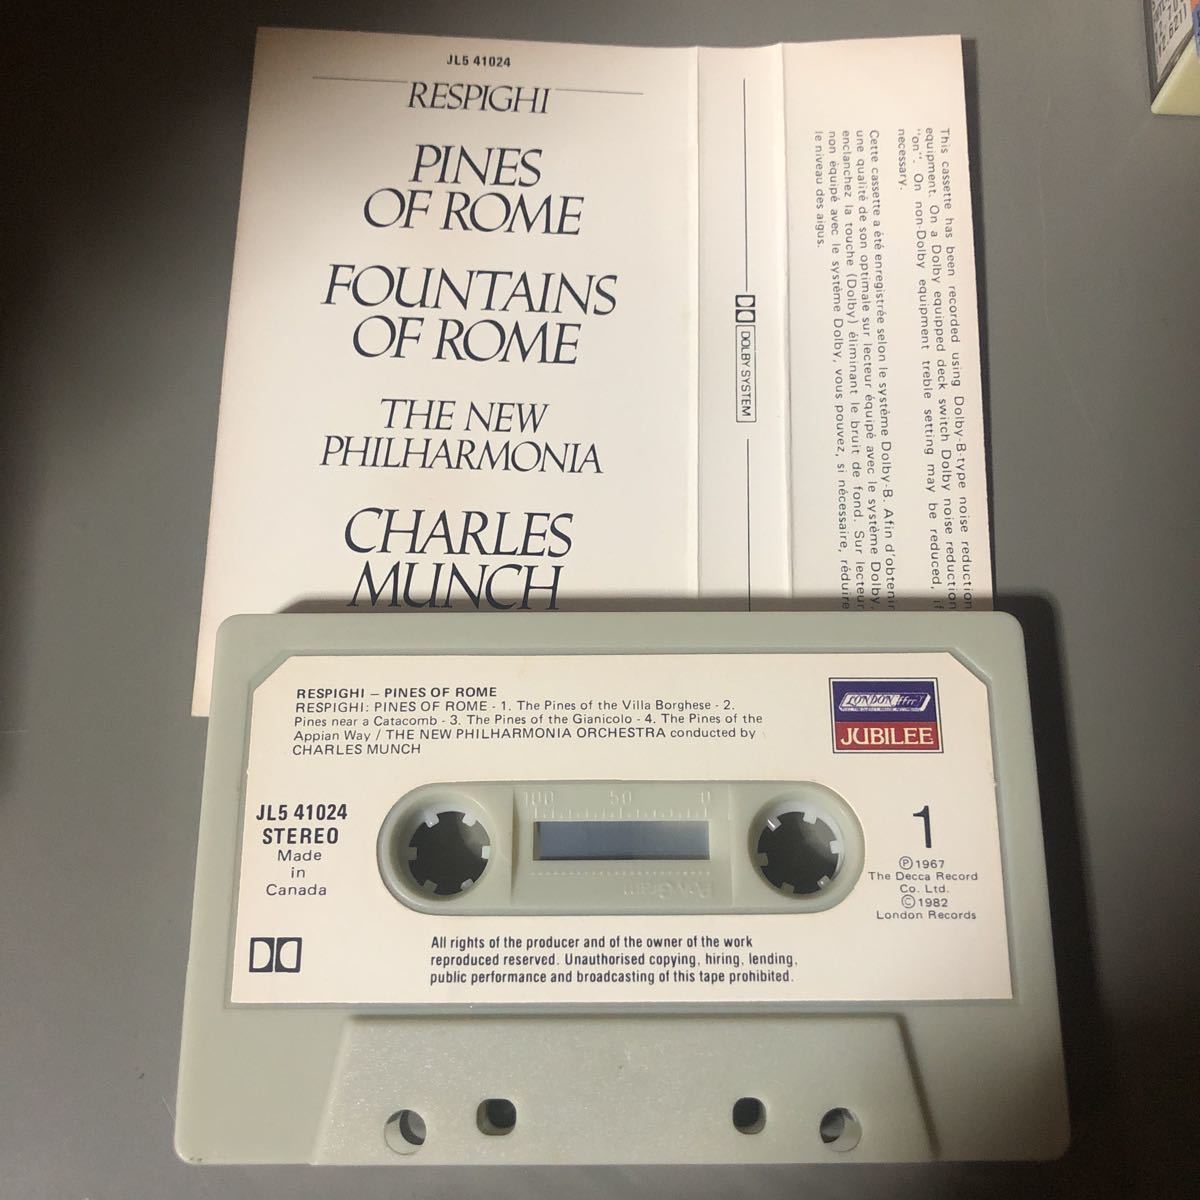 JL5 41024
RESPIGHI
PINES
OF ROME
FOUNTAINS
OF ROME
THE NEW
PHILHARMONIA
CHARLES
MUNCH
DOLBY SYSTEM
This cassette has been recorded using Dolby-B-type noise reduction
equipment. On a Dolby equipped deck switch Dolby noise reduction
"on". On non-Dolby equipment treble setting may be reduced, if
necessary.
Cette cassette a été enregistrée selon le système Dolby-B. Afin d'obtenir
une qualité de son optimale sur lecteur équipé avec le système Dolby,
enclanchez la touche (Dolby) éliminant le bruit de fond. Sur lecteur
non équipé avec le système Dolby, vous pouvez, si nécessaire, réduire
le niveau des aigus.
RESPIGHI – PINES OF ROME
RESPIGHI: PINES OF ROME - 1. The Pines of the Villa Borghese - 2.
Pines near a Catacomb - 3. The Pines of the Gianicolo - 4. The Pines of the
Appian Way / THE NEW PHILHARMONIA ORCHESTRA conducted by
CHARLES MUNCH
LONDON ffrr
JUBILEE
JL5 41024
STEREO
Made
in
Canada
100 50 0
PolyGram
1
Ⓟ 1967
The Decca Record
Co. Ltd.
© 1982
London Records
All rights of the producer and of the owner of the work
reproduced reserved. Unauthorised copying, hiring, lending,
public performance and broadcasting of this tape prohibited.